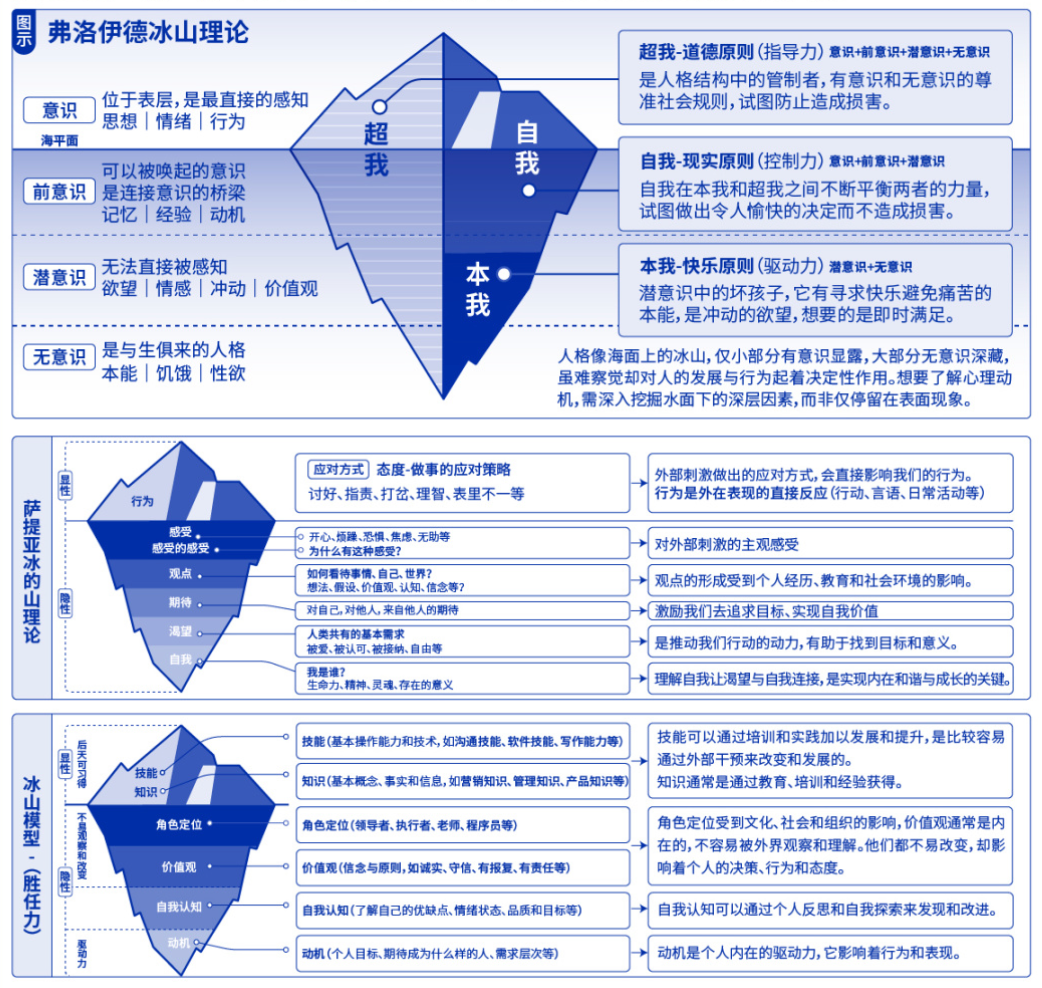 图示
弗洛伊德冰山理论
意识
位于表层，是最直接的感知
思想｜情绪｜行为
海平面
前意识
可以被唤起的意识
是连接意识的桥梁
记忆｜经验｜动机
潜意识
无法直接被感知
欲望｜情感｜冲动｜价值观
无意识
是与生俱来的人格
本能｜饥饿｜性欲
超我
自我
本我
超我-道德原则（指导力）意识+前意识+潜意识+无意识
是人格结构中的管制者，有意识和无意识的尊
准社会规则，试图防止造成损害。
自我-现实原则（控制力）意识+前意识+潜意识
自我在本我和超我之间不断平衡两者的力量，
试图做出令人愉快的决定而不造成损害。
本我-快乐原则（驱动力）潜意识+无意识
潜意识中的坏孩子，它有寻求快乐避免痛苦的
本能，是冲动的欲望，想要的是即时满足。
人格像海面上的冰山，仅小部分有意识显露，大部分无意识深藏，
虽难察觉却对人的发展与行为起着决定性作用。想要了解心理动
机，需深入挖掘水面下的深层因素，而非仅停留在表面现象。
萨提亚冰的山理论
显性
隐性
行为
感受
感受的感受
观点
期待
渴望
自我
应对方式 态度-做事的应对策略
讨好、指责、打岔、理智、表里不一等
外部刺激做出的应对方式，会直接影响我们的行为。
行为是外在表现的直接反应（行动、言语、日常活动等）
开心、烦躁、恐惧、焦虑、无助等
为什么有这种感受？
对外部刺激的主观感受
如何看待事情、自己、世界？
想法、假设、价值观、认知、信念等？
观点的形成受到个人经历、教育和社会环境的影响。
对自己，对他人，来自他人的期待
激励我们去追求目标、实现自我价值
人类共有的基本需求
被爱、被认可、被接纳、自由等
是推动我们行动的动力，有助于找到目标和意义。
我是谁？
生命力、精神、灵魂、存在的意义
理解自我让渴望与自我连接，是实现内在和谐与成长的关键。
冰山模型-（胜任力）
显性
后天可习得
隐性
不易观察和改变
驱动力
技能
知识
角色定位
价值观
自我认知
动机
技能（基本操作能力和技术，如沟通技能、软件技能、写作能力等）
知识（基本概念、事实和信息，如营销知识、管理知识、产品知识等）
技能可以通过培训和实践加以发展和提升，是比较容易
通过外部干预来改变和发展的。
知识通常是通过教育、培训和经验获得。
角色定位（领导者、执行者、老师、程序员等）
价值观（信念与原则，如诚实、守信、有报复、有责任等）
角色定位受到文化、社会和组织的影响，价值观通常是内
在的，不容易被外界观察和理解。他们都不易改变，却影
响着个人的决策、行为和态度。
自我认知（了解自己的优缺点、情绪状态、品质和目标等）
自我认知可以通过个人反思和自我探索来发现和改进。
动机（个人目标、期待成为什么样的人、需求层次等）
动机是个人内在的驱动力，它影响着行为和表现。